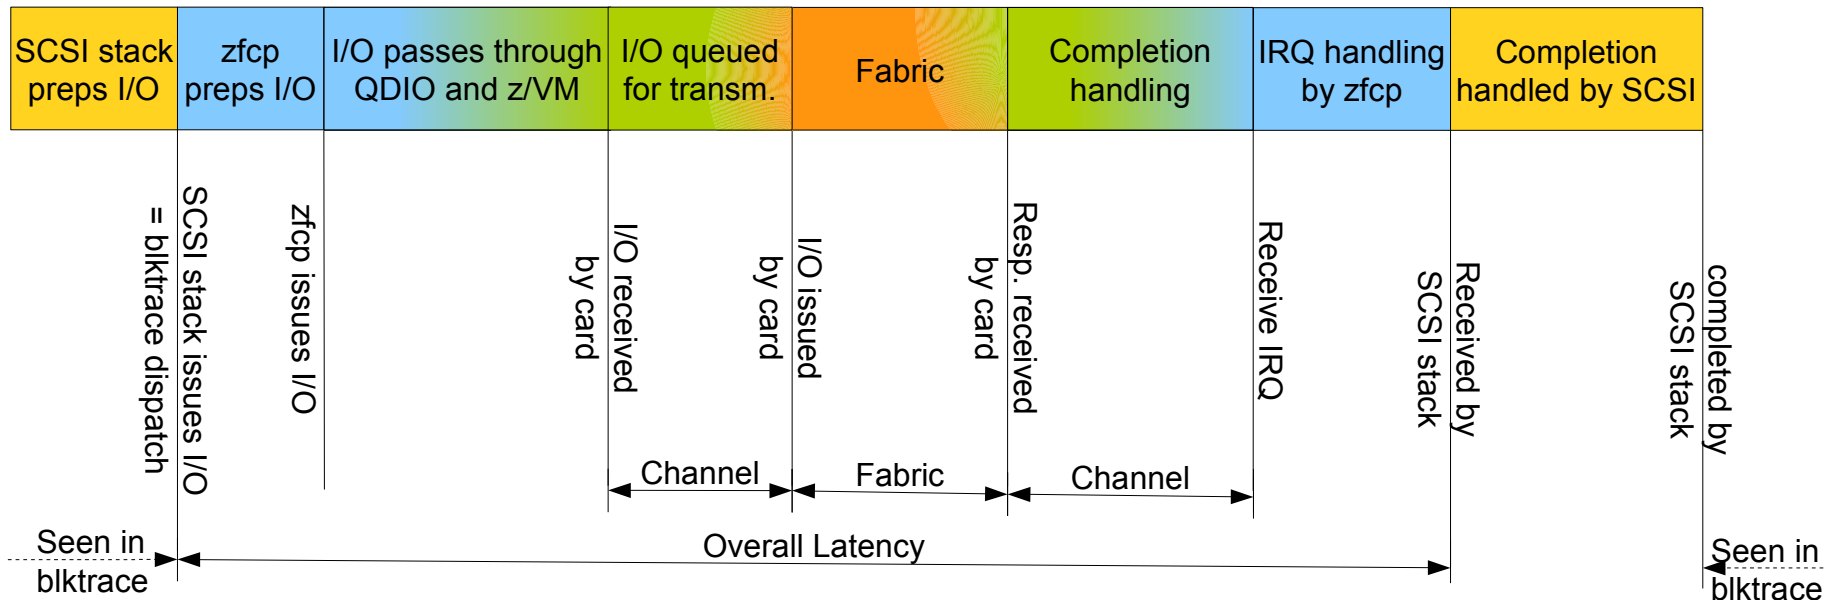 SCSI stack
preps I/O
zfcp
preps I/O
I/O passes through
QDIO and z/VM
I/O queued
for transm.
Fabric
Completion
handling
IRQ handling
by zfcp
Completion
handled by SCSI
SCSI stack issues I/O
= blktrace dispatch
zfcp issues I/O
I/O received
by card
I/O issued
by card
Resp. received
by card
Receive IRQ
Received by
SCSI stack
completed by
SCSI stack
Channel
Fabric
Channel
Seen in
blktrace
Overall Latency
Seen in
blktrace